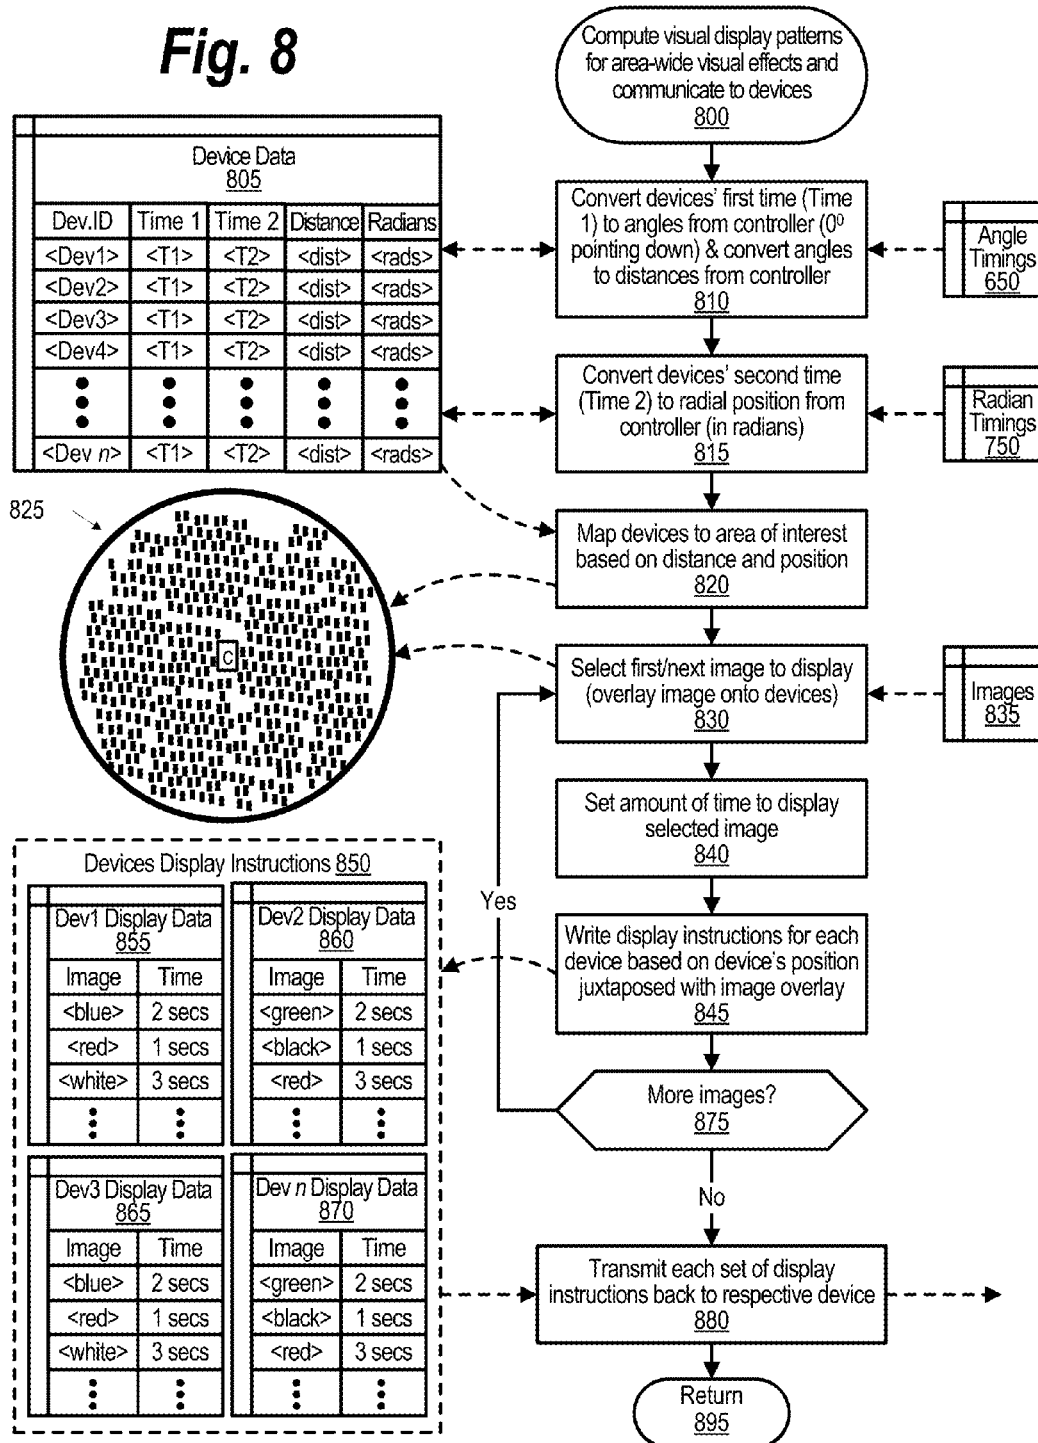 Fig. 8
Compute visual display patterns
for area-wide visual effects and
communicate to devices
800
Device Data
805
Dev.ID Time 1 Time 2 Distance Radians
<Dev1> <T1> <T2> <dist> <rads>
<Dev2> <T1> <T2> <dist> <rads>
<Dev3> <T1> <T2> <dist> <rads>
<Dev4> <T1> <T2> <dist> <rads>
<Dev n> <T1> <T2> <dist> <rads>
Convert devices' first time (Time
1) to angles from controller (0⁰
pointing down) & convert angles
to distances from controller
810
Angle
Timings
650
Convert devices' second time
(Time 2) to radial position from
controller (in radians)
815
Radian
Timings
750
825
C
Map devices to area of interest
based on distance and position
820
Select first/next image to display
(overlay image onto devices)
830
Images
835
Set amount of time to display
selected image
840
Yes
Write display instructions for each
device based on device's position
juxtaposed with image overlay
845
Devices Display Instructions 850
Dev1 Display Data
855
Image Time
<blue> 2 secs
<red> 1 secs
<white> 3 secs
Dev2 Display Data
860
Image Time
<green> 2 secs
<black> 1 secs
<red> 3 secs
Dev3 Display Data
865
Image Time
<blue> 2 secs
<red> 1 secs
<white> 3 secs
Dev n Display Data
870
Image Time
<green> 2 secs
<black> 1 secs
<red> 3 secs
More images?
875
No
Transmit each set of display
instructions back to respective device
880
Return
895